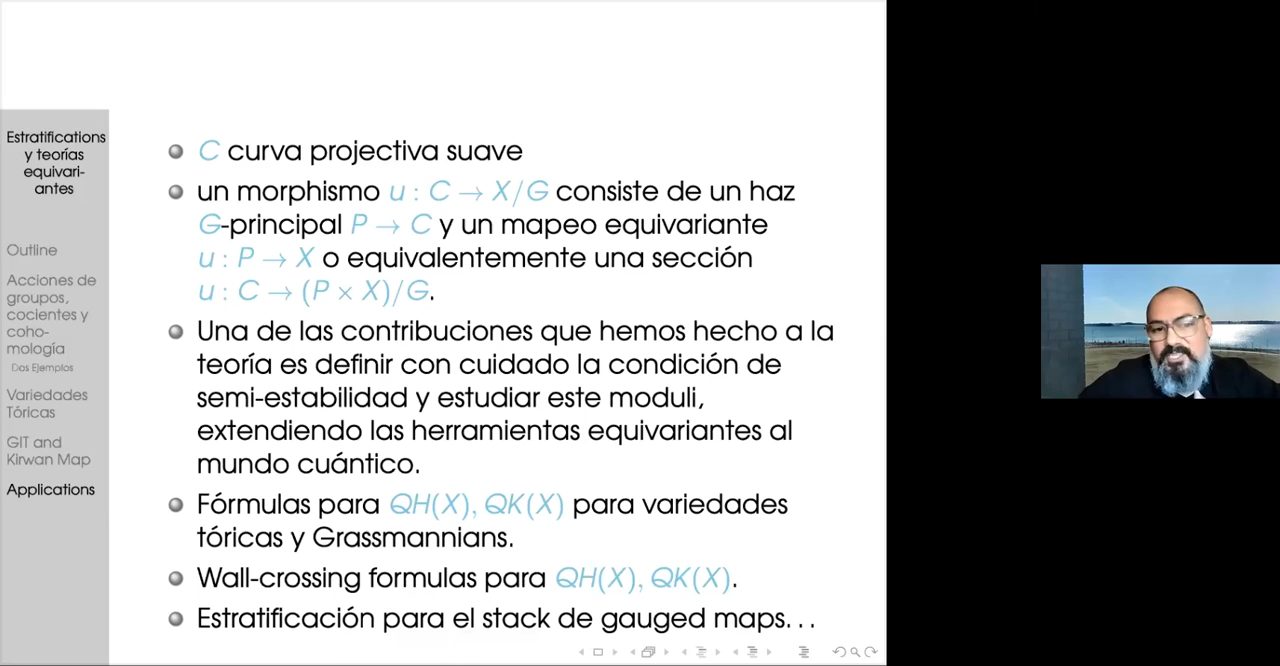 Estratifications
y teorías
equivari-
antes
Outline
Acciones de
groupos,
cocientes y
coho-
mología
Dos Ejemplos
Variedades
Tóricas
GIT and
Kirwan Map
Applications
C curva projectiva suave
un morphismo u : C → X/G consiste de un haz
G-principal P → C y un mapeo equivariante
u : P → X o equivalentemente una sección
u : C → (P × X)/G.
Una de las contribuciones que hemos hecho a la
teoría es definir con cuidado la condición de
semi-estabilidad y estudiar este moduli,
extendiendo las herramientas equivariantes al
mundo cuántico.
Fórmulas para QH(X), QK(X) para variedades
tóricas y Grassmannians.
Wall-crossing formulas para QH(X), QK(X).
Estratificación para el stack de gauged maps...